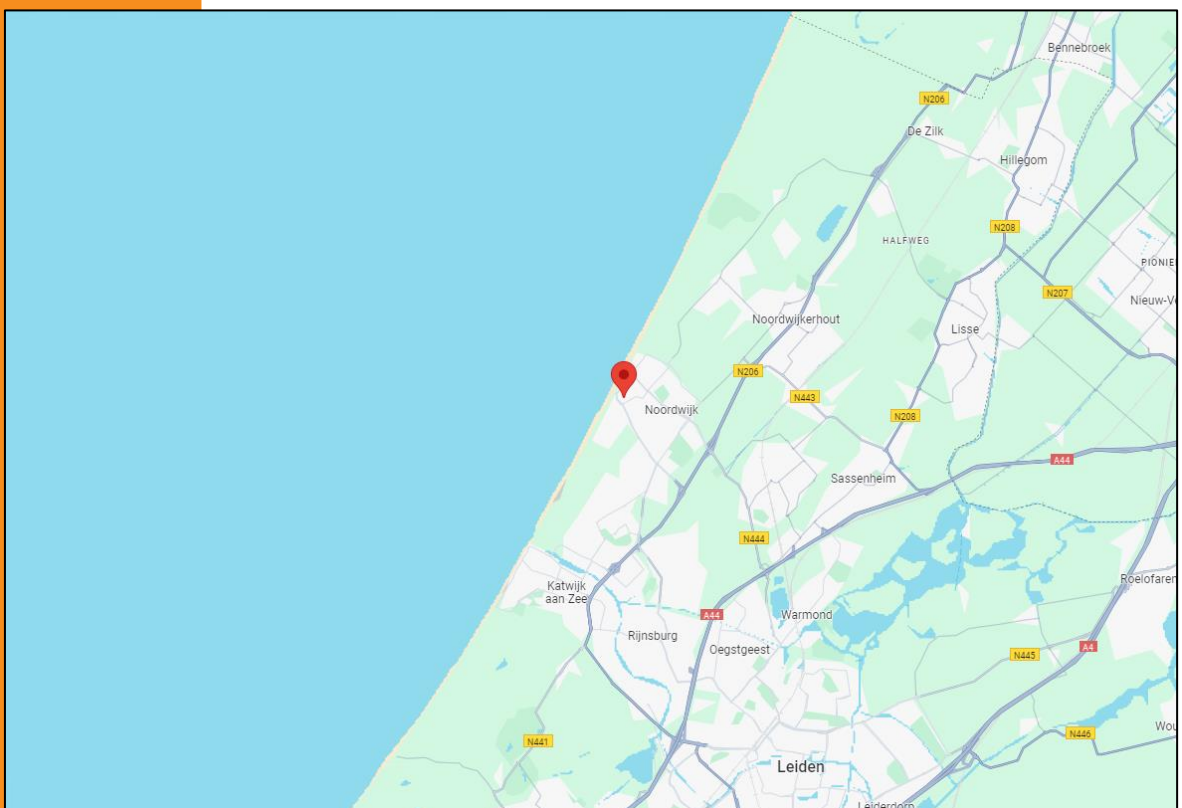 Bennebroek
N206
De Zilk
Hillegom
N208
HALFWEG
PIONIE
N207
Nieuw-V
Noordwijkerhout
Lisse
N206
N443
Noordwijk
N208
A44
Sassenheim
N444
Katwijk
aan Zee
Roelofaren
A44
Warmond
Rijnsburg
Oegstgeest
N445
A4
N446
Wou
N441
Leiden
Leiderdorp